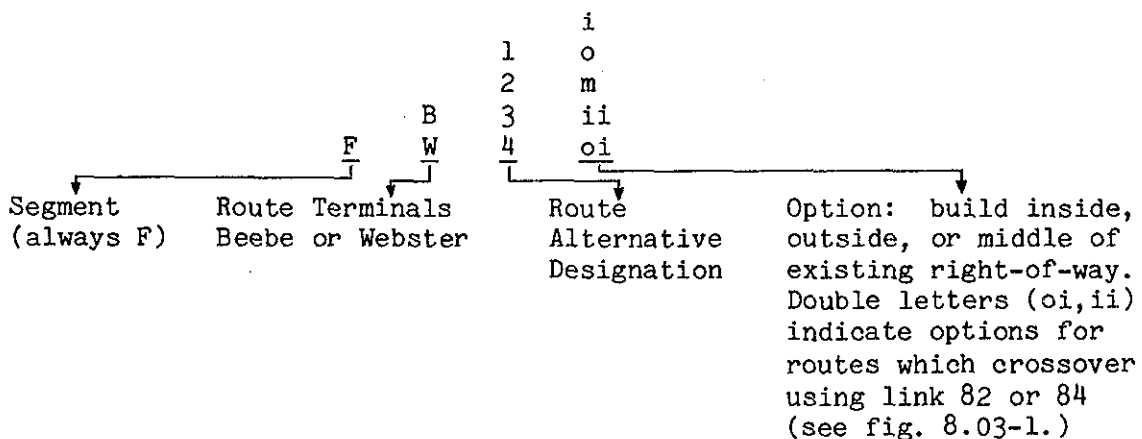 i
1 o
2 m
B 3 ii
F W 4 oi
Segment Route Terminals Route Option: build inside,
(always F) Beebe or Webster Alternative outside, or middle of
Designation existing right-of-way.
Double letters (oi,ii)
indicate options for
routes which crossover
using link 82 or 84
(see fig. 8.03-1.)